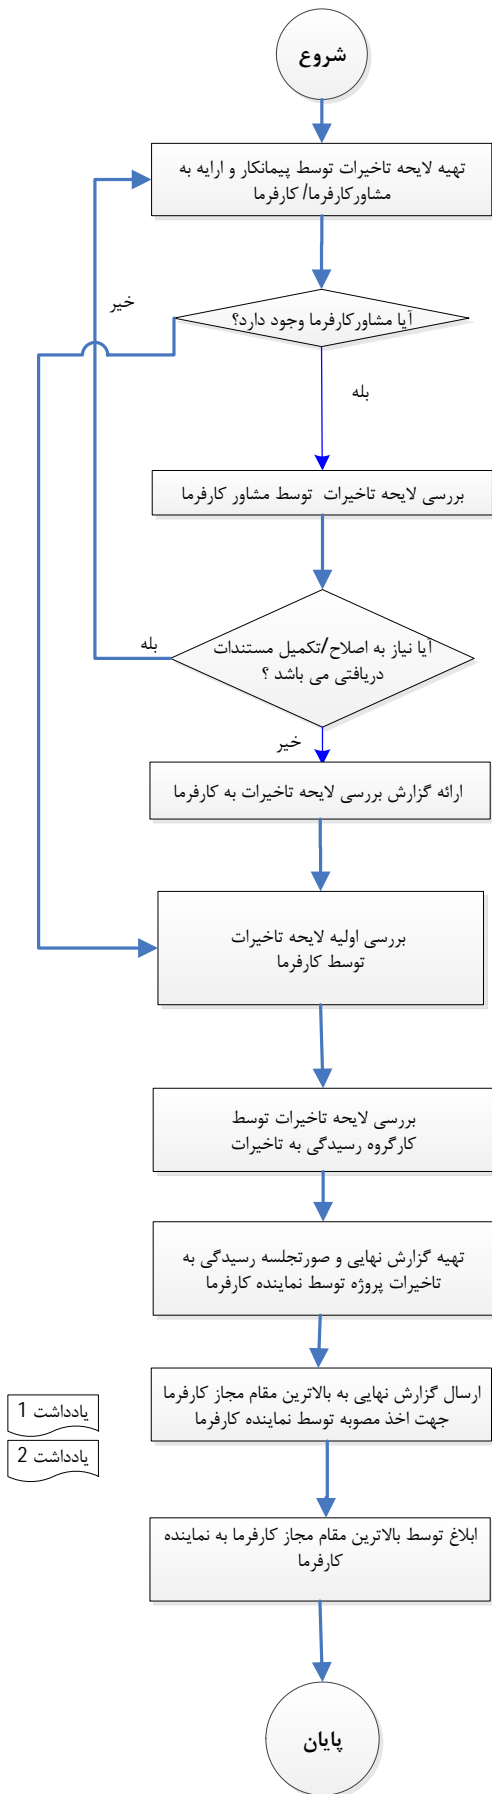 شروع
تهیه لایحه تاخیرات توسط پیمانکار و ارایه به
مشاورکارفرما/ کارفرما
خیر
آیا مشاورکارفرما وجود دارد؟
بله
بررسی لایحه تاخیرات توسط مشاور کارفرما
بله
آیا نیاز به اصلاح/تکمیل مستندات
دریافتی می باشد ؟
خیر
ارائه گزارش بررسی لایحه تاخیرات به کارفرما
بررسی اولیه لایحه تاخیرات
توسط کارفرما
بررسی لایحه تاخیرات توسط
کارگروه رسیدگی به تاخیرات
تهیه گزارش نهایی و صورتجلسه رسیدگی به
تاخیرات پروژه توسط نماینده کارفرما
ارسال گزارش نهایی به بالاترین مقام مجاز کارفرما
جهت اخذ مصوبه توسط نماینده کارفرما
یادداشت 1
یادداشت 2
ابلاغ توسط بالاترین مقام مجاز کارفرما به نماینده
کارفرما
پایان